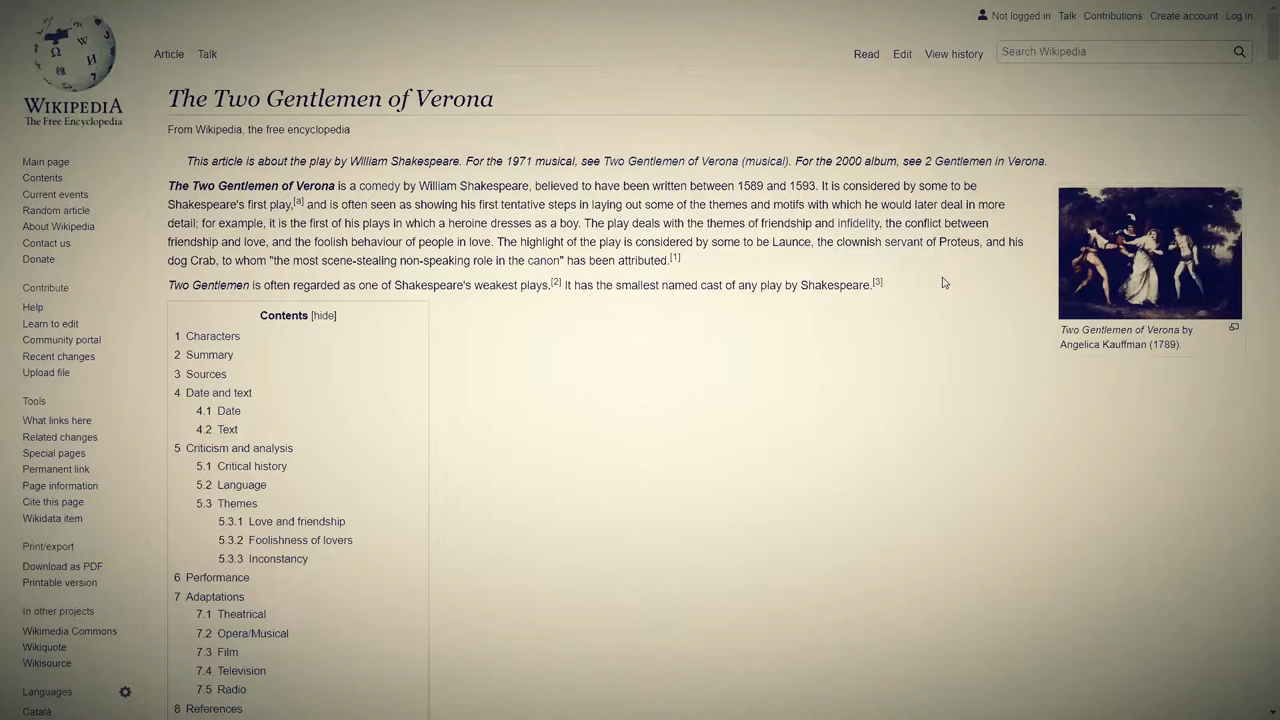 Not logged in Talk Contributions Create account Log in
Article Talk
Read Edit View history Search Wikipedia
WIKIPEDIA
The Free Encyclopedia
Main page
Contents
Current events
Random article
About Wikipedia
Contact us
Donate
Contribute
Help
Learn to edit
Community portal
Recent changes
Upload file
Tools
What links here
Related changes
Special pages
Permanent link
Page information
Cite this page
Wikidata item
Print/export
Download as PDF
Printable version
In other projects
Wikimedia Commons
Wikiquote
Wikisource
Languages
Català
The Two Gentlemen of Verona
From Wikipedia, the free encyclopedia
This article is about the play by William Shakespeare. For the 1971 musical, see Two Gentlemen of Verona (musical). For the 2000 album, see 2 Gentlemen in Verona.
The Two Gentlemen of Verona is a comedy by William Shakespeare, believed to have been written between 1589 and 1593. It is considered by some to be
Shakespeare's first play,[a] and is often seen as showing his first tentative steps in laying out some of the themes and motifs with which he would later deal in more
detail; for example, it is the first of his plays in which a heroine dresses as a boy. The play deals with the themes of friendship and infidelity, the conflict between
friendship and love, and the foolish behaviour of people in love. The highlight of the play is considered by some to be Launce, the clownish servant of Proteus, and his
dog Crab, to whom "the most scene-stealing non-speaking role in the canon" has been attributed.[1]
Two Gentlemen is often regarded as one of Shakespeare's weakest plays.[2] It has the smallest named cast of any play by Shakespeare.[3]
Two Gentlemen of Verona by
Angelica Kauffman (1789).
Contents [hide]
1 Characters
2 Summary
3 Sources
4 Date and text
4.1 Date
4.2 Text
5 Criticism and analysis
5.1 Critical history
5.2 Language
5.3 Themes
5.3.1 Love and friendship
5.3.2 Foolishness of lovers
5.3.3 Inconstancy
6 Performance
7 Adaptations
7.1 Theatrical
7.2 Opera/Musical
7.3 Film
7.4 Television
7.5 Radio
8 References